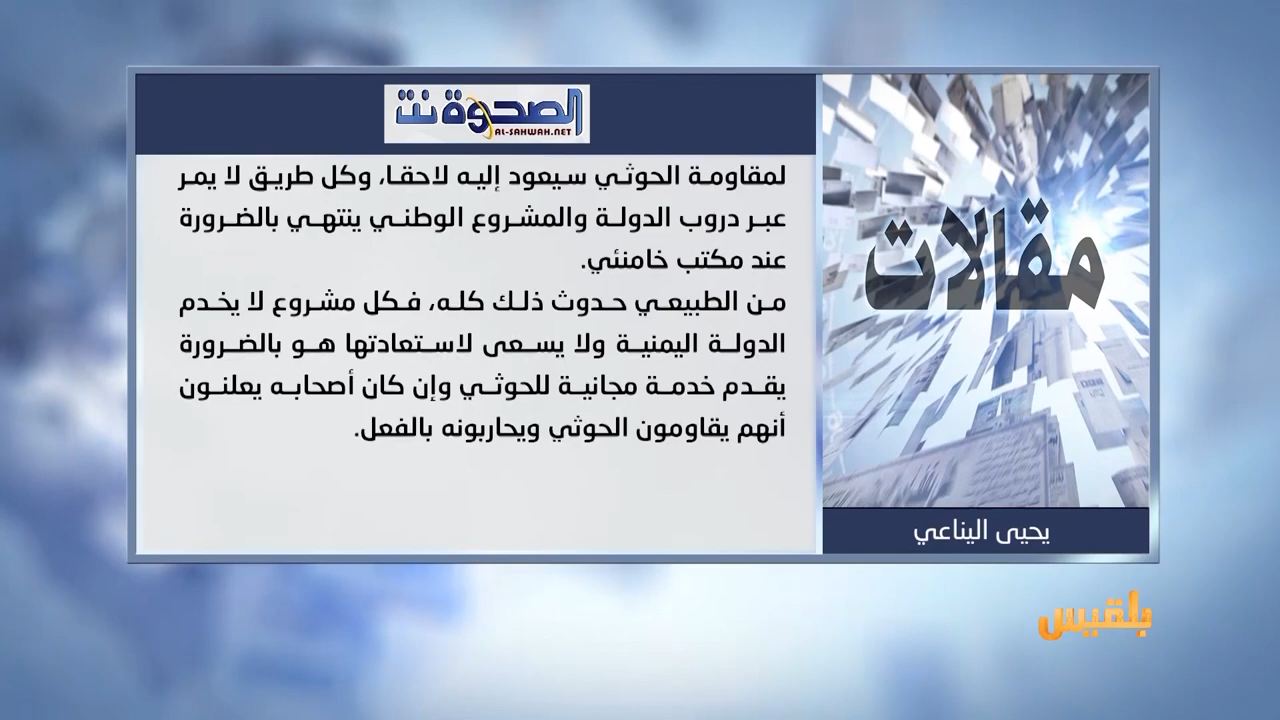 الصحوة نت
AL-SAHWAH.NET
لمقاومة الحوثي سيعود إليه لاحقا، وكل طريق لا يمر
عبر دروب الدولة والمشروع الوطني ينتهي بالضرورة
عند مكتب خامنئي.
من الطبيعي حدوث ذلك كله، فكل مشروع لا يخدم
الدولة اليمنية ولا يسعى لاستعادتها هو بالضرورة
يقدم خدمة مجانية للحوثي وإن كان أصحابه يعلنون
أنهم يقاومون الحوثي ويحاربونه بالفعل.
مقالات
يحيى اليناعي
بلقيس